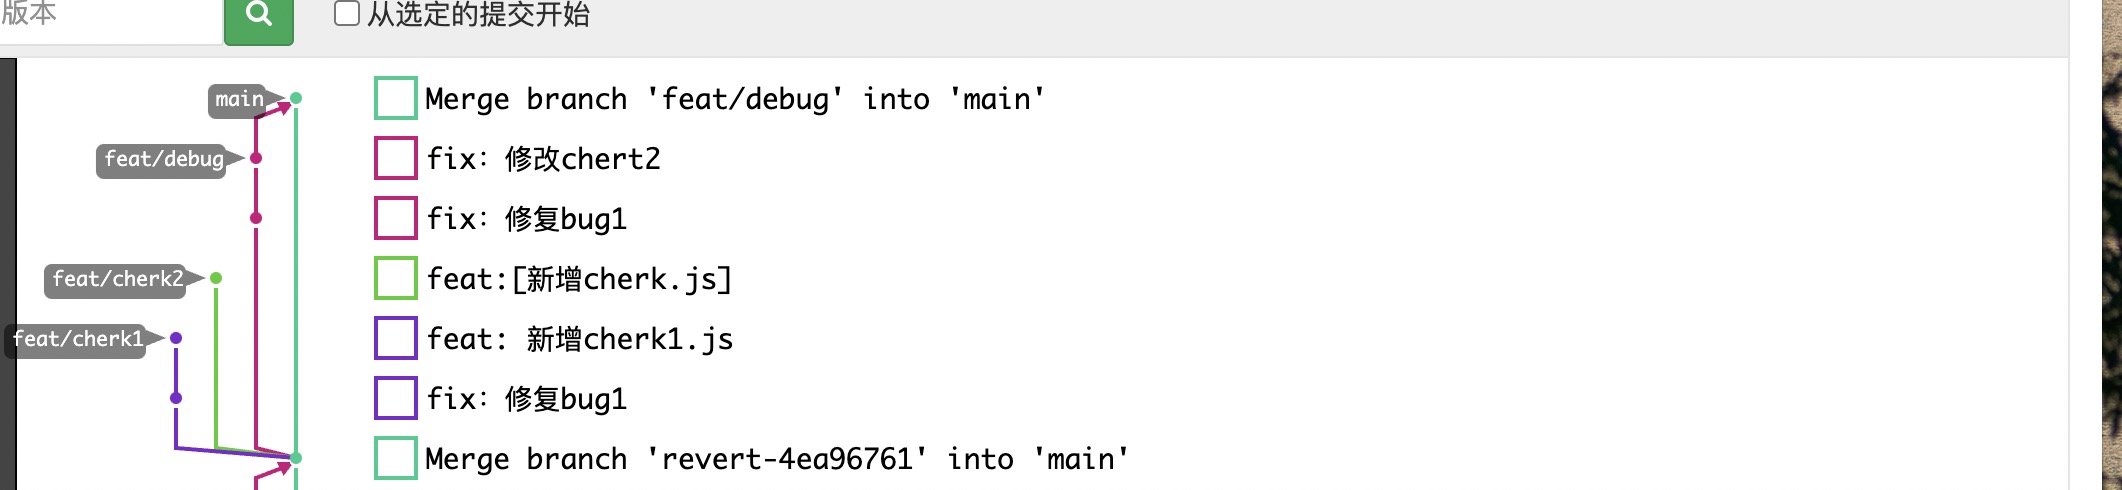 版本
从选定的提交开始
main
Merge branch 'feat/debug' into 'main'
feat/debug
fix: 修改chert2
fix: 修复bug1
feat/cherk2
feat:[新增cherk.js]
feat/cherk1
feat: 新增cherk1.js
fix: 修复bug1
Merge branch 'revert-4ea96761' into 'main'